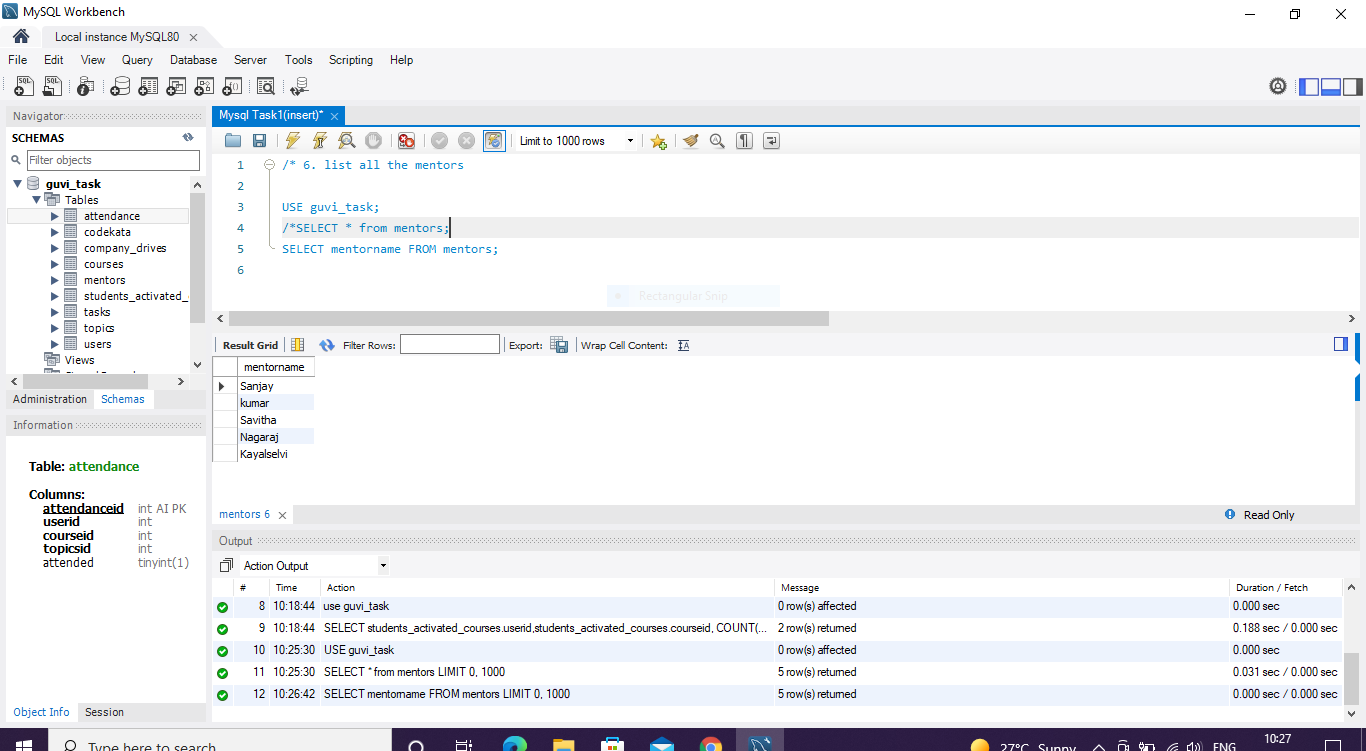 MySQL Workbench
Local instance MySQL80
File Edit View Query Database Server Tools Scripting Help
Navigator
SCHEMAS
Filter objects
guvi_task
Tables
attendance
codekata
company_drives
courses
mentors
students_activated_
tasks
topics
users
Views
Administration Schemas
Information
Table: attendance
Columns:
attendanceid int AI PK
userid int
courseid int
topicsid int
attended tinyint(1)
Object Info Session
Mysql Task1(insert)*
Limit to 1000 rows
1 /* 6. list all the mentors
2
3 USE guvi_task;
4 /*SELECT * from mentors;
5 SELECT mentorname FROM mentors;
6
Rectangular Snip
Result Grid Filter Rows: Export: Wrap Cell Content:
mentorname
Sanjay
kumar
Savitha
Nagaraj
Kayalselvi
mentors 6 Read Only
Output
Action Output
# Time Action Message Duration / Fetch
8 10:18:44 use guvi_task 0 row(s) affected 0.000 sec
9 10:18:44 SELECT students_activated_courses.userid,students_activated_courses.courseid, COUNT(... 2 row(s) returned 0.188 sec / 0.000 sec
10 10:25:30 USE guvi_task 0 row(s) affected 0.000 sec
11 10:25:30 SELECT * from mentors LIMIT 0, 1000 5 row(s) returned 0.031 sec / 0.000 sec
12 10:26:42 SELECT mentorname FROM mentors LIMIT 0, 1000 5 row(s) returned 0.000 sec / 0.000 sec
Type here to search
27°C Sunny ENG 10:27